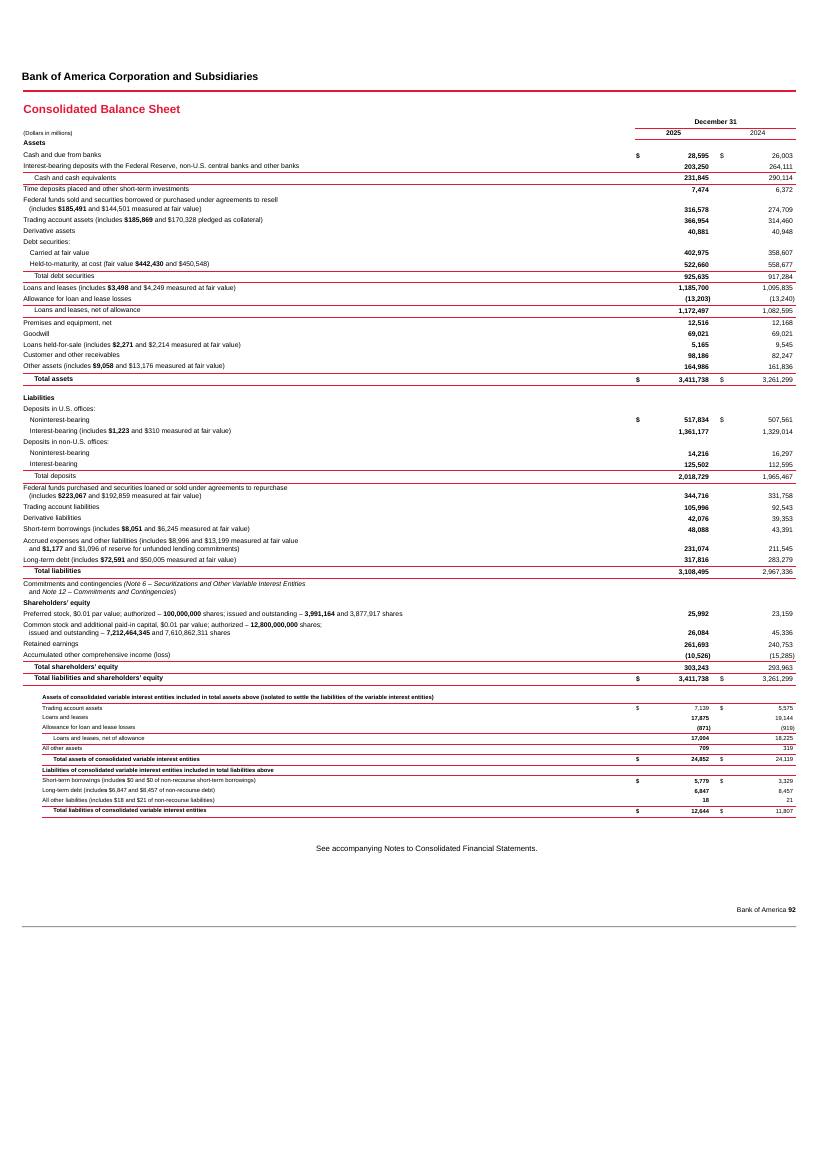 Bank of America Corporation and Subsidiaries
Consolidated Balance Sheet
December 31
(Dollars in millions) 2025 2024
Assets
Cash and due from banks $ 28,595 $ 26,003
Interest-bearing deposits with the Federal Reserve, non-U.S. central banks and other banks 203,250 264,111
Cash and cash equivalents 231,845 290,114
Time deposits placed and other short-term investments 7,474 6,372
Federal funds sold and securities borrowed or purchased under agreements to resell
(includes $185,491 and $144,501 measured at fair value) 316,578 274,709
Trading account assets (includes $185,869 and $170,328 pledged as collateral) 366,954 314,460
Derivative assets 40,881 40,948
Debt securities:
Carried at fair value 402,975 358,607
Held-to-maturity, at cost (fair value $442,430 and $450,548) 522,660 558,677
Total debt securities 925,635 917,284
Loans and leases (includes $3,498 and $4,249 measured at fair value) 1,185,700 1,095,835
Allowance for loan and lease losses (13,203) (13,240)
Loans and leases, net of allowance 1,172,497 1,082,595
Premises and equipment, net 12,516 12,168
Goodwill 69,021 69,021
Loans held-for-sale (includes $2,271 and $2,214 measured at fair value) 5,165 9,545
Customer and other receivables 98,186 82,247
Other assets (includes $9,058 and $13,176 measured at fair value) 164,986 161,836
Total assets $ 3,411,738 $ 3,261,299
Liabilities
Deposits in U.S. offices:
Noninterest-bearing $ 517,834 $ 507,561
Interest-bearing (includes $1,223 and $310 measured at fair value) 1,361,177 1,329,014
Deposits in non-U.S. offices:
Noninterest-bearing 14,216 16,297
Interest-bearing 125,502 112,595
Total deposits 2,018,729 1,965,467
Federal funds purchased and securities loaned or sold under agreements to repurchase
(includes $223,067 and $192,859 measured at fair value) 344,716 331,758
Trading account liabilities 105,996 92,543
Derivative liabilities 42,076 39,353
Short-term borrowings (includes $8,051 and $6,245 measured at fair value) 48,088 43,391
Accrued expenses and other liabilities (includes $8,996 and $13,199 measured at fair value
and $1,177 and $1,096 of reserve for unfunded lending commitments) 231,074 211,545
Long-term debt (includes $72,591 and $50,005 measured at fair value) 317,816 283,279
Total liabilities 3,108,495 2,967,336
Commitments and contingencies (Note 6 – Securitizations and Other Variable Interest Entities
and Note 12 – Commitments and Contingencies)
Shareholders' equity
Preferred stock, $0.01 par value; authorized – 100,000,000 shares; issued and outstanding – 3,991,164 and 3,877,917 shares 25,992 23,159
Common stock and additional paid-in capital, $0.01 par value; authorized – 12,800,000,000 shares;
issued and outstanding – 7,212,464,345 and 7,610,862,311 shares 26,084 45,336
Retained earnings 261,693 240,753
Accumulated other comprehensive income (loss) (10,526) (15,285)
Total shareholders' equity 303,243 293,963
Total liabilities and shareholders' equity $ 3,411,738 $ 3,261,299
Assets of consolidated variable interest entities included in total assets above (isolated to settle the liabilities of the variable interest entities)
Trading account assets $ 7,139 $ 5,575
Loans and leases 17,875 19,144
Allowance for loan and lease losses (871) (919)
Loans and leases, net of allowance 17,004 18,225
All other assets 709 319
Total assets of consolidated variable interest entities $ 24,852 $ 24,119
Liabilities of consolidated variable interest entities included in total liabilities above
Short-term borrowings (includes $0 and $0 of non-recourse short-term borrowings) $ 5,779 $ 3,329
Long-term debt (includes $6,847 and $8,457 of non-recourse debt) 6,847 8,457
All other liabilities (includes $18 and $21 of non-recourse liabilities) 18 21
Total liabilities of consolidated variable interest entities $ 12,644 $ 11,807
See accompanying Notes to Consolidated Financial Statements.
Bank of America 92